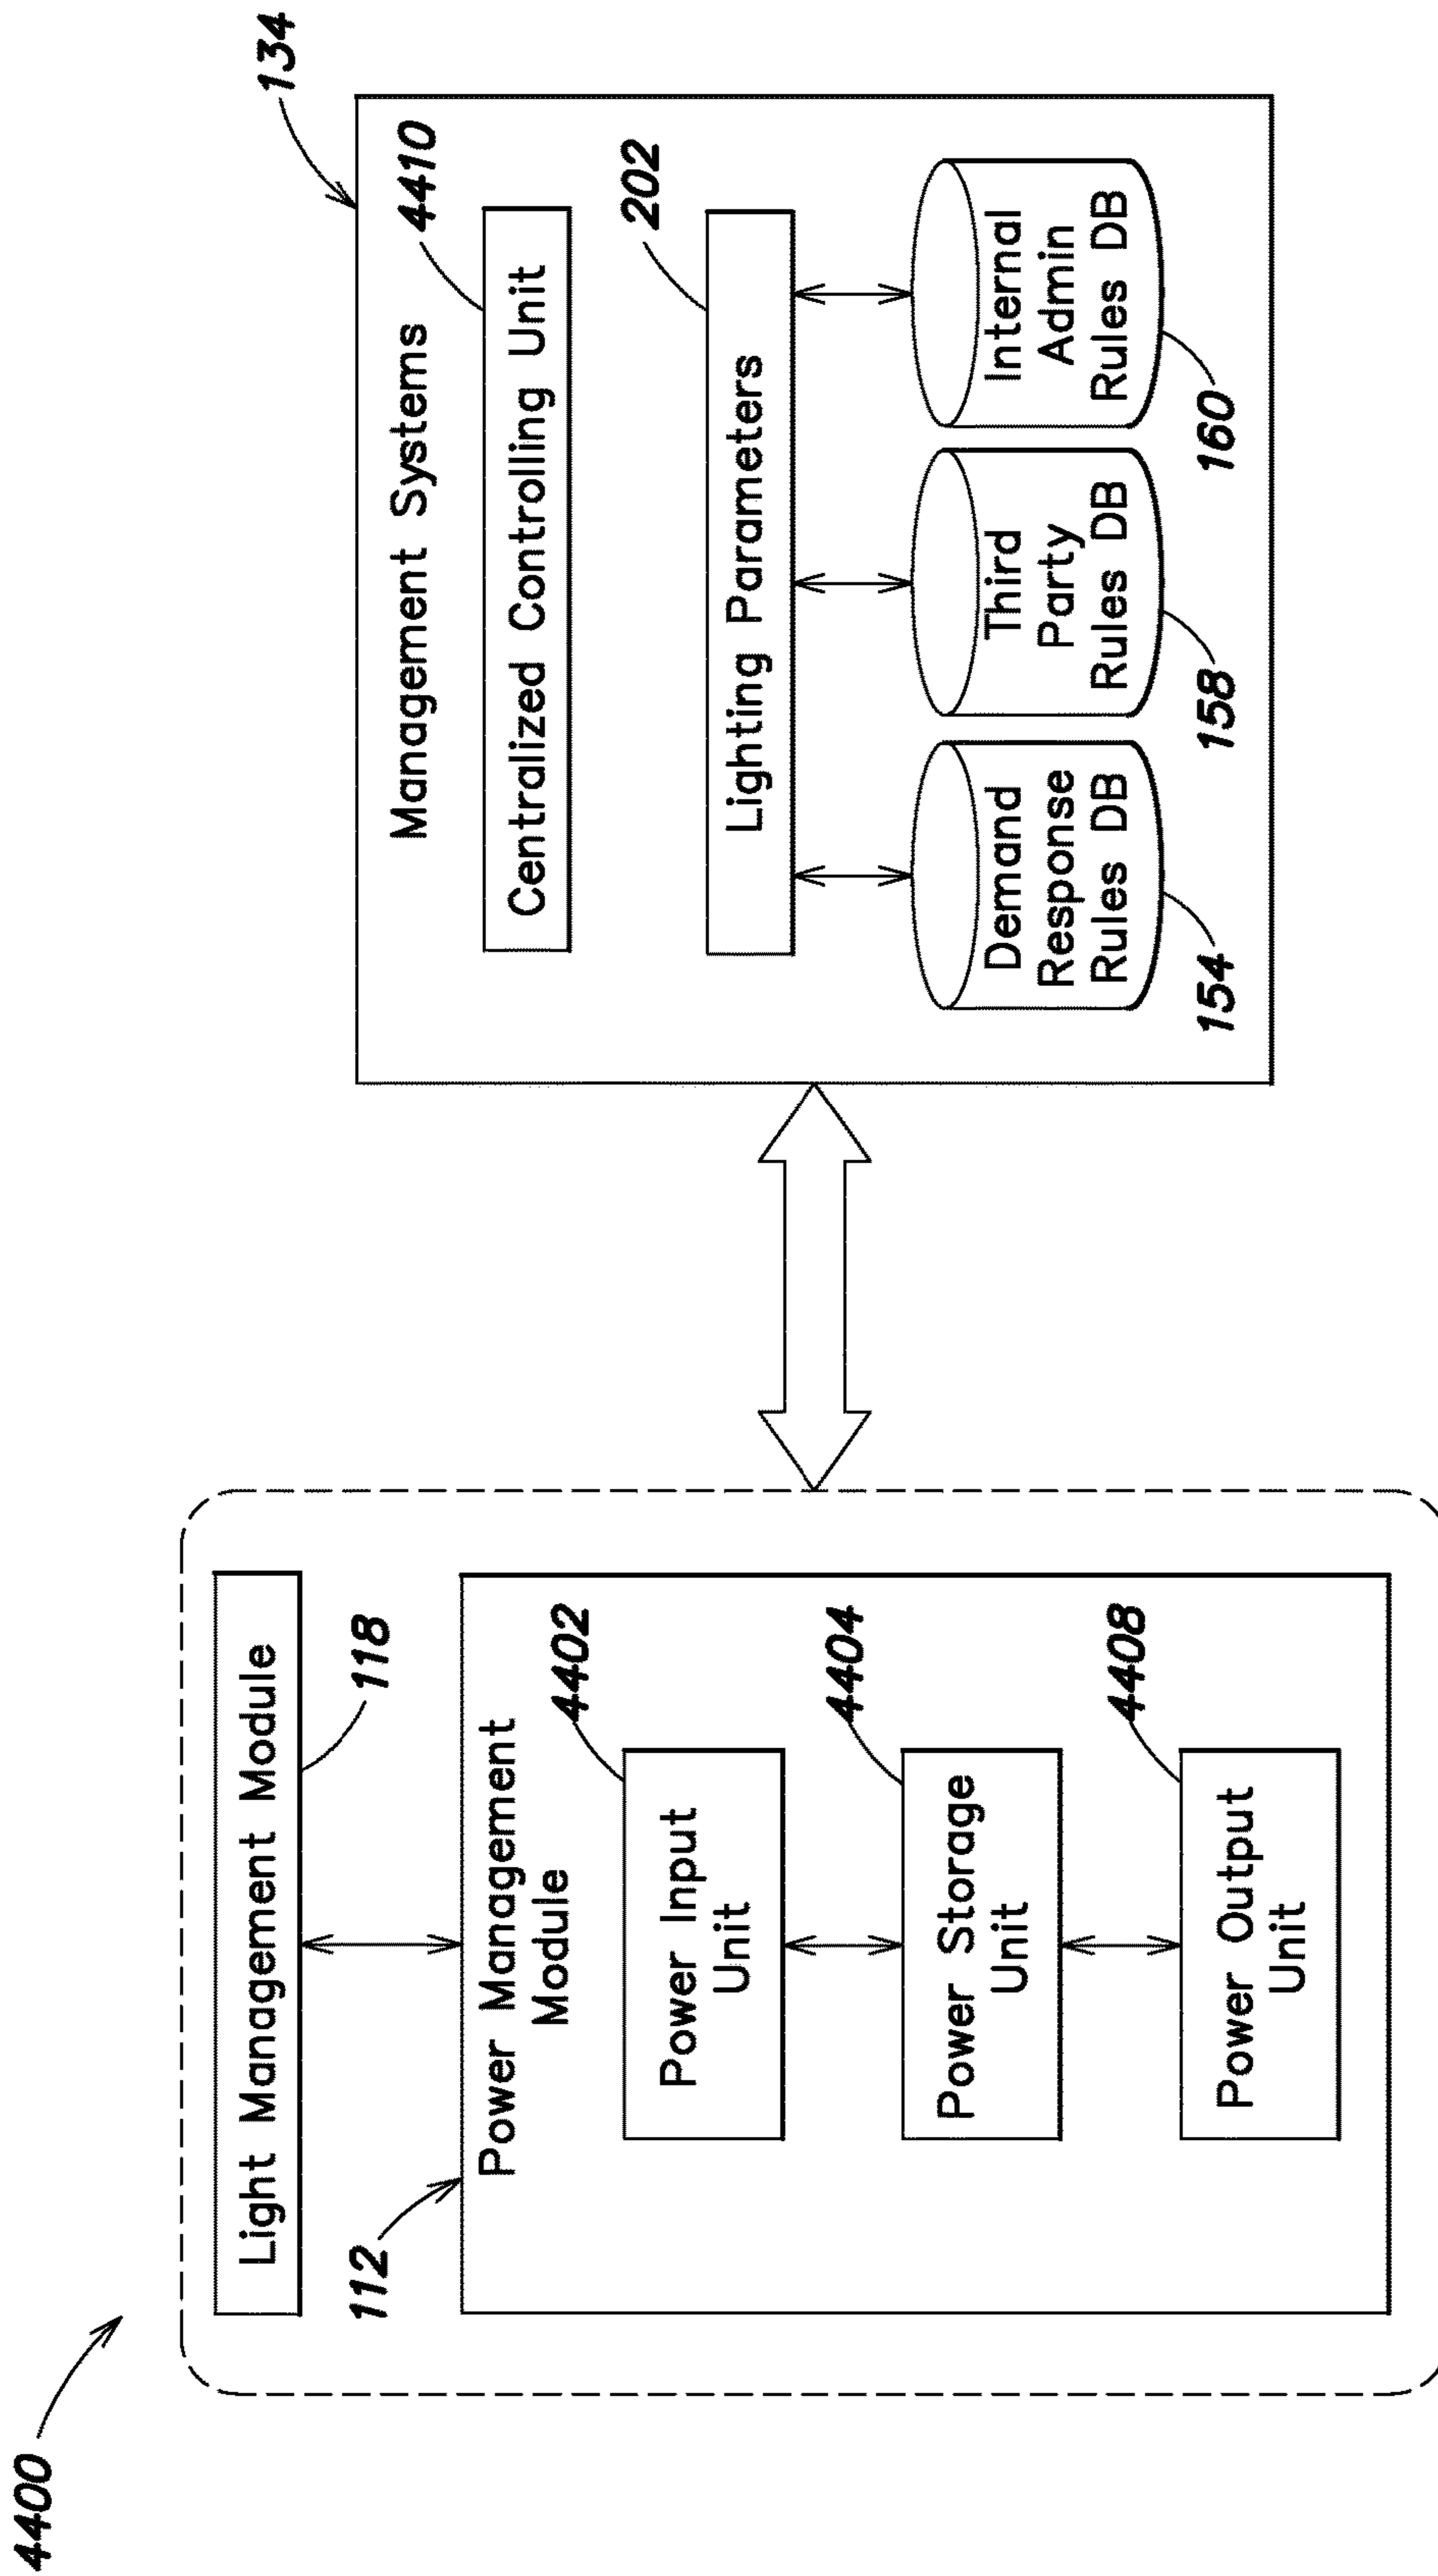 4400
Light Management Module
118
112
Power Management
Module
4402
Power Input
Unit
4404
Power Storage
Unit
4408
Power Output
Unit
134
Management Systems
4410
Centralized Controlling Unit
202
Lighting Parameters
Demand
Response
Rules DB
154
Third
Party
Rules DB
158
Internal
Admin
Rules DB
160